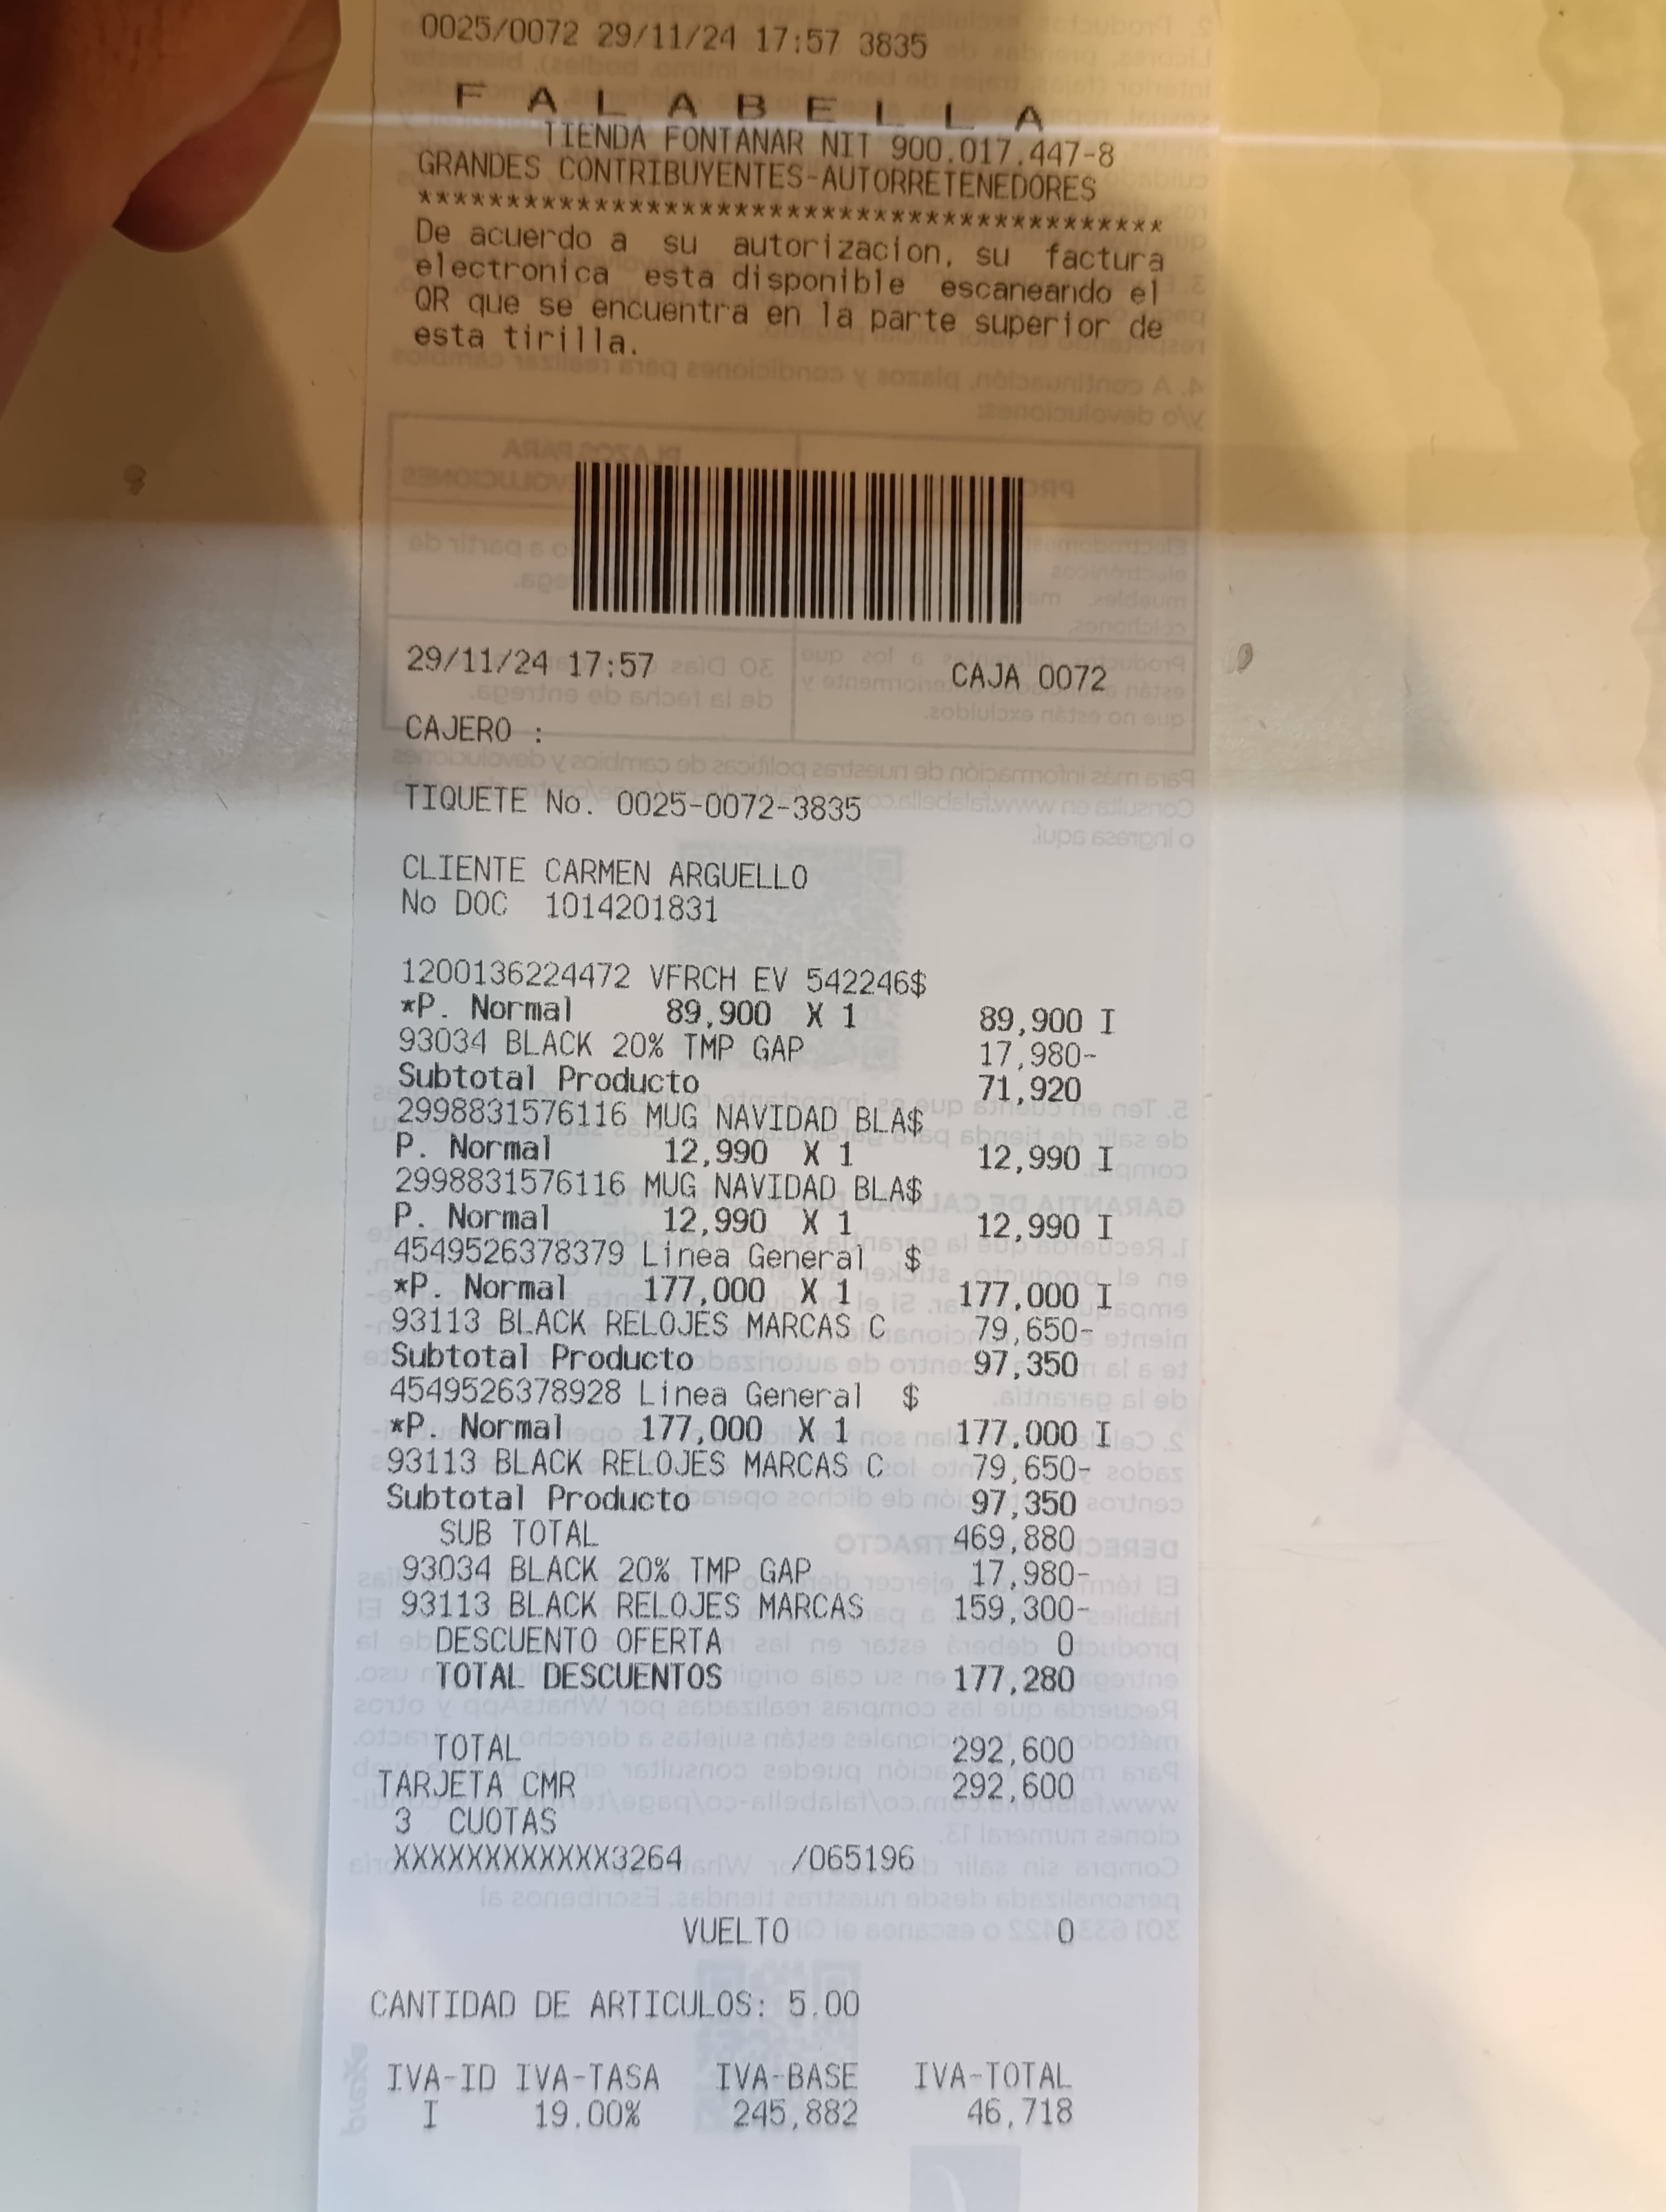 0025/0072 29/11/24 17:57 3835
F A L A B E L L A
TIENDA FONTANAR NIT 900.017.447-8
GRANDES CONTRIBUYENTES-AUTORRETENEDORES
******************************************
De acuerdo a su autorizacion, su factura
electronica esta disponible escaneando el
QR que se encuentra en la parte superior de
esta tirilla.
29/11/24 17:57 CAJA 0072
CAJERO :
TIQUETE No. 0025-0072-3835
CLIENTE CARMEN ARGUELLO
No DOC 1014201831
1200136224472 VFRCH EV 542246$
*P. Normal 89,900 X 1 89,900 I
93034 BLACK 20% TMP GAP 17,980-
Subtotal Producto 71,920
2998831576116 MUG NAVIDAD BLA$
P. Normal 12,990 X 1 12,990 I
2998831576116 MUG NAVIDAD BLA$
P. Normal 12,990 X 1 12,990 I
4549526378379 Linea General $
*P. Normal 177,000 X 1 177,000 I
93113 BLACK RELOJES MARCAS C 79,650-
Subtotal Producto 97,350
4549526378928 Linea General $
*P. Normal 177,000 X 1 177,000 I
93113 BLACK RELOJES MARCAS C 79,650-
Subtotal Producto 97,350
SUB TOTAL 469,880
93034 BLACK 20% TMP GAP 17,980-
93113 BLACK RELOJES MARCAS 159,300-
DESCUENTO OFERTA 0
TOTAL DESCUENTOS 177,280
TOTAL 292,600
TARJETA CMR 292,600
3 CUOTAS
XXXXXXXXXXXX3264 /065196
VUELTO 0
CANTIDAD DE ARTICULOS: 5.00
IVA-ID IVA-TASA IVA-BASE IVA-TOTAL
I 19.00% 245,882 46,718